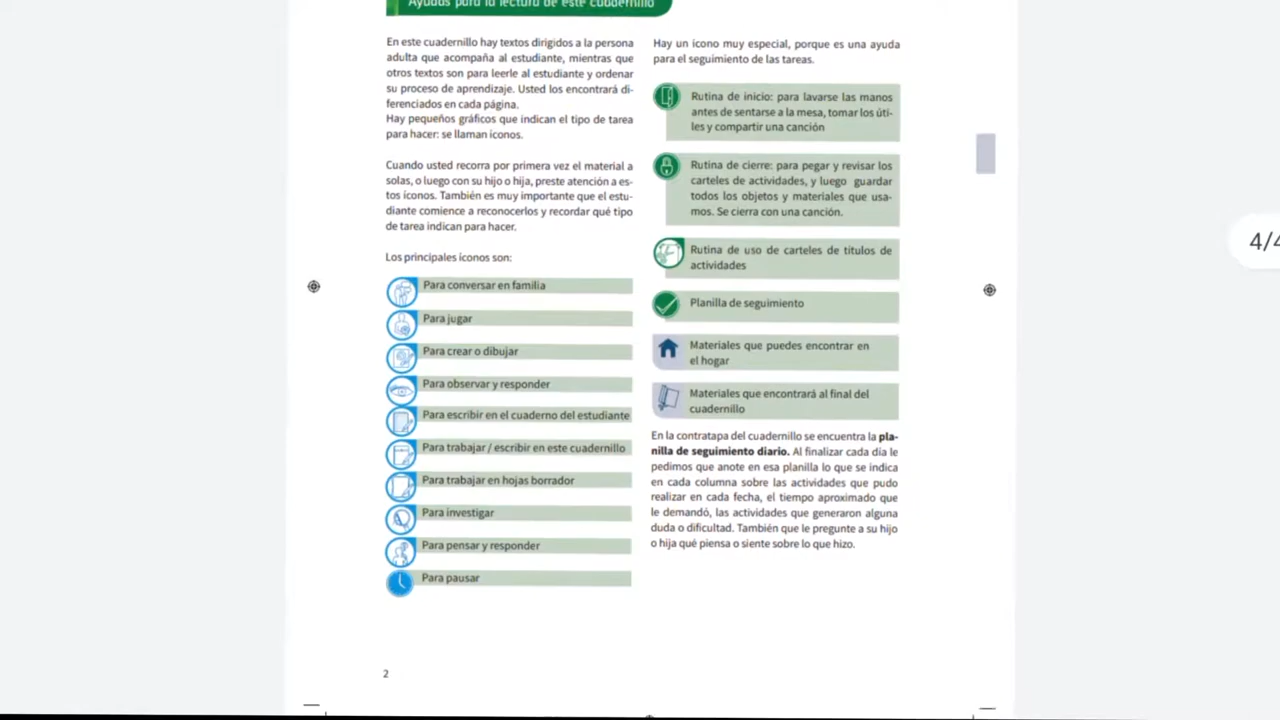 Ayudas para la lectura de este cuadernillo
En este cuadernillo hay textos dirigidos a la persona
adulta que acompaña al estudiante, mientras que
otros textos son para leerle al estudiante y ordenar
su proceso de aprendizaje. Usted los encontrará di-
ferenciados en cada página.
Hay pequeños gráficos que indican el tipo de tarea
para hacer: se llaman íconos.
Cuando usted recorra por primera vez el material a
solas, o luego con su hijo o hija, preste atención a es-
tos íconos. También es muy importante que el estu-
diante comience a reconocerlos y recordar qué tipo
de tarea indican para hacer.
Los principales íconos son:
Para conversar en familia
Para jugar
Para crear o dibujar
Para observar y responder
Para escribir en el cuaderno del estudiante
Para trabajar / escribir en este cuadernillo
Para trabajar en hojas borrador
Para investigar
Para pensar y responder
Para pausar
2
Hay un ícono muy especial, porque es una ayuda
para el seguimiento de las tareas.
Rutina de inicio: para lavarse las manos
antes de sentarse a la mesa, tomar los úti-
les y compartir una canción
Rutina de cierre: para pegar y revisar los
carteles de actividades, y luego guardar
todos los objetos y materiales que usa-
mos. Se cierra con una canción.
Rutina de uso de carteles de títulos de
actividades
Planilla de seguimiento
Materiales que puedes encontrar en
el hogar
Materiales que encontrará al final del
cuadernillo
En la contratapa del cuadernillo se encuentra la pla-
nilla de seguimiento diario. Al finalizar cada día le
pedimos que anote en esa planilla lo que se indica
en cada columna sobre las actividades que pudo
realizar en cada fecha, el tiempo aproximado que
le demandó, las actividades que generaron alguna
duda o dificultad. También que le pregunte a su hijo
o hija qué piensa o siente sobre lo que hizo.
4/4